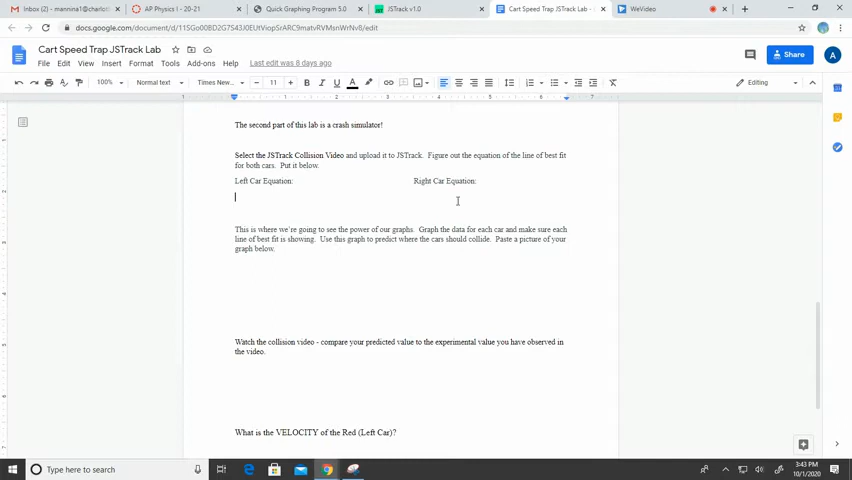 Inbox (2) - mannina1@charlot
AP Physics I - 20-21
Quick Graphing Program 5.0
JSTrack v1.0
Cart Speed Trap JSTrack Lab -
WeVideo
Cart Speed Trap JSTrack Lab
File Edit View Insert Format Tools Add-ons Help Last edit was 8 days ago
Share
A
100% Normal text Times New... 11 B I U A Editing
1 1 2 3 4 5 6 7
The second part of this lab is a crash simulator!
Select the JSTrack Collision Video and upload it to JSTrack. Figure out the equation of the line of best fit
for both cars. Put it below.
Left Car Equation: Right Car Equation:
This is where we're going to see the power of our graphs. Graph the data for each car and make sure each
line of best fit is showing. Use this graph to predict where the cars should collide. Paste a picture of your
graph below.
Watch the collision video - compare your predicted value to the experimental value you have observed in
the video.
What is the VELOCITY of the Red (Left Car)?
Type here to search
3:43 PM
10/1/2020